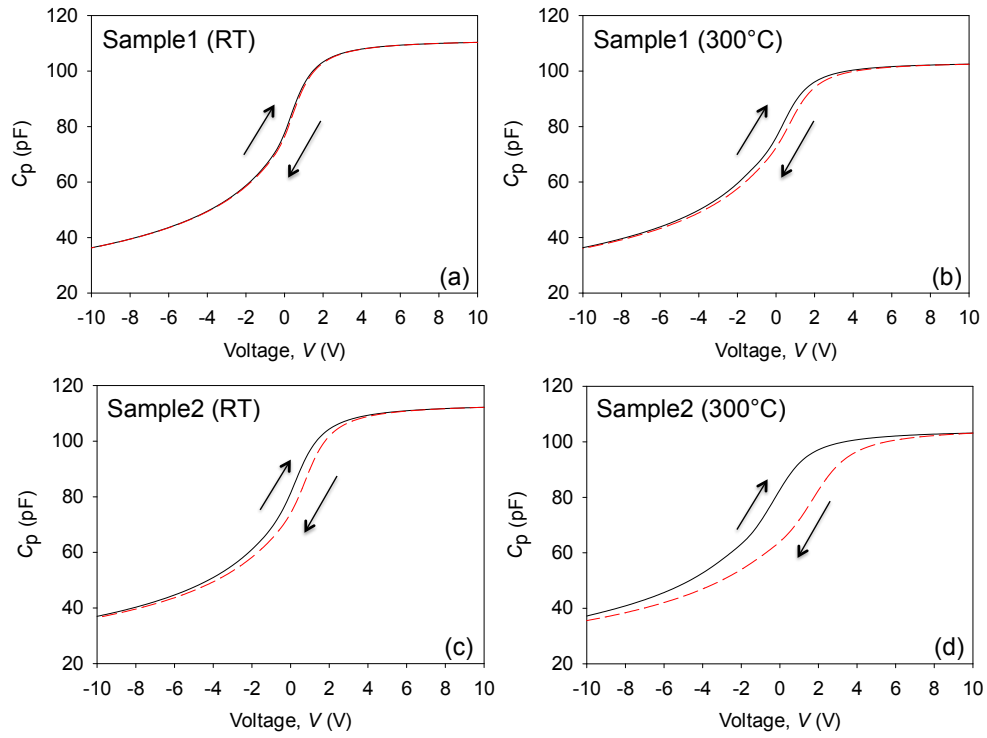 120
100
80
60
40
20
Cp (pF)
Sample1 (RT)
(a)
-10 -8 -6 -4 -2 0 2 4 6 8 10
Voltage, V (V)
120
100
80
60
40
20
Cp (pF)
Sample1 (300°C)
(b)
-10 -8 -6 -4 -2 0 2 4 6 8 10
Voltage, V (V)
120
100
80
60
40
20
Cp (pF)
Sample2 (RT)
(c)
-10 -8 -6 -4 -2 0 2 4 6 8 10
Voltage, V (V)
120
100
80
60
40
20
Cp (pF)
Sample2 (300°C)
(d)
-10 -8 -6 -4 -2 0 2 4 6 8 10
Voltage, V (V)